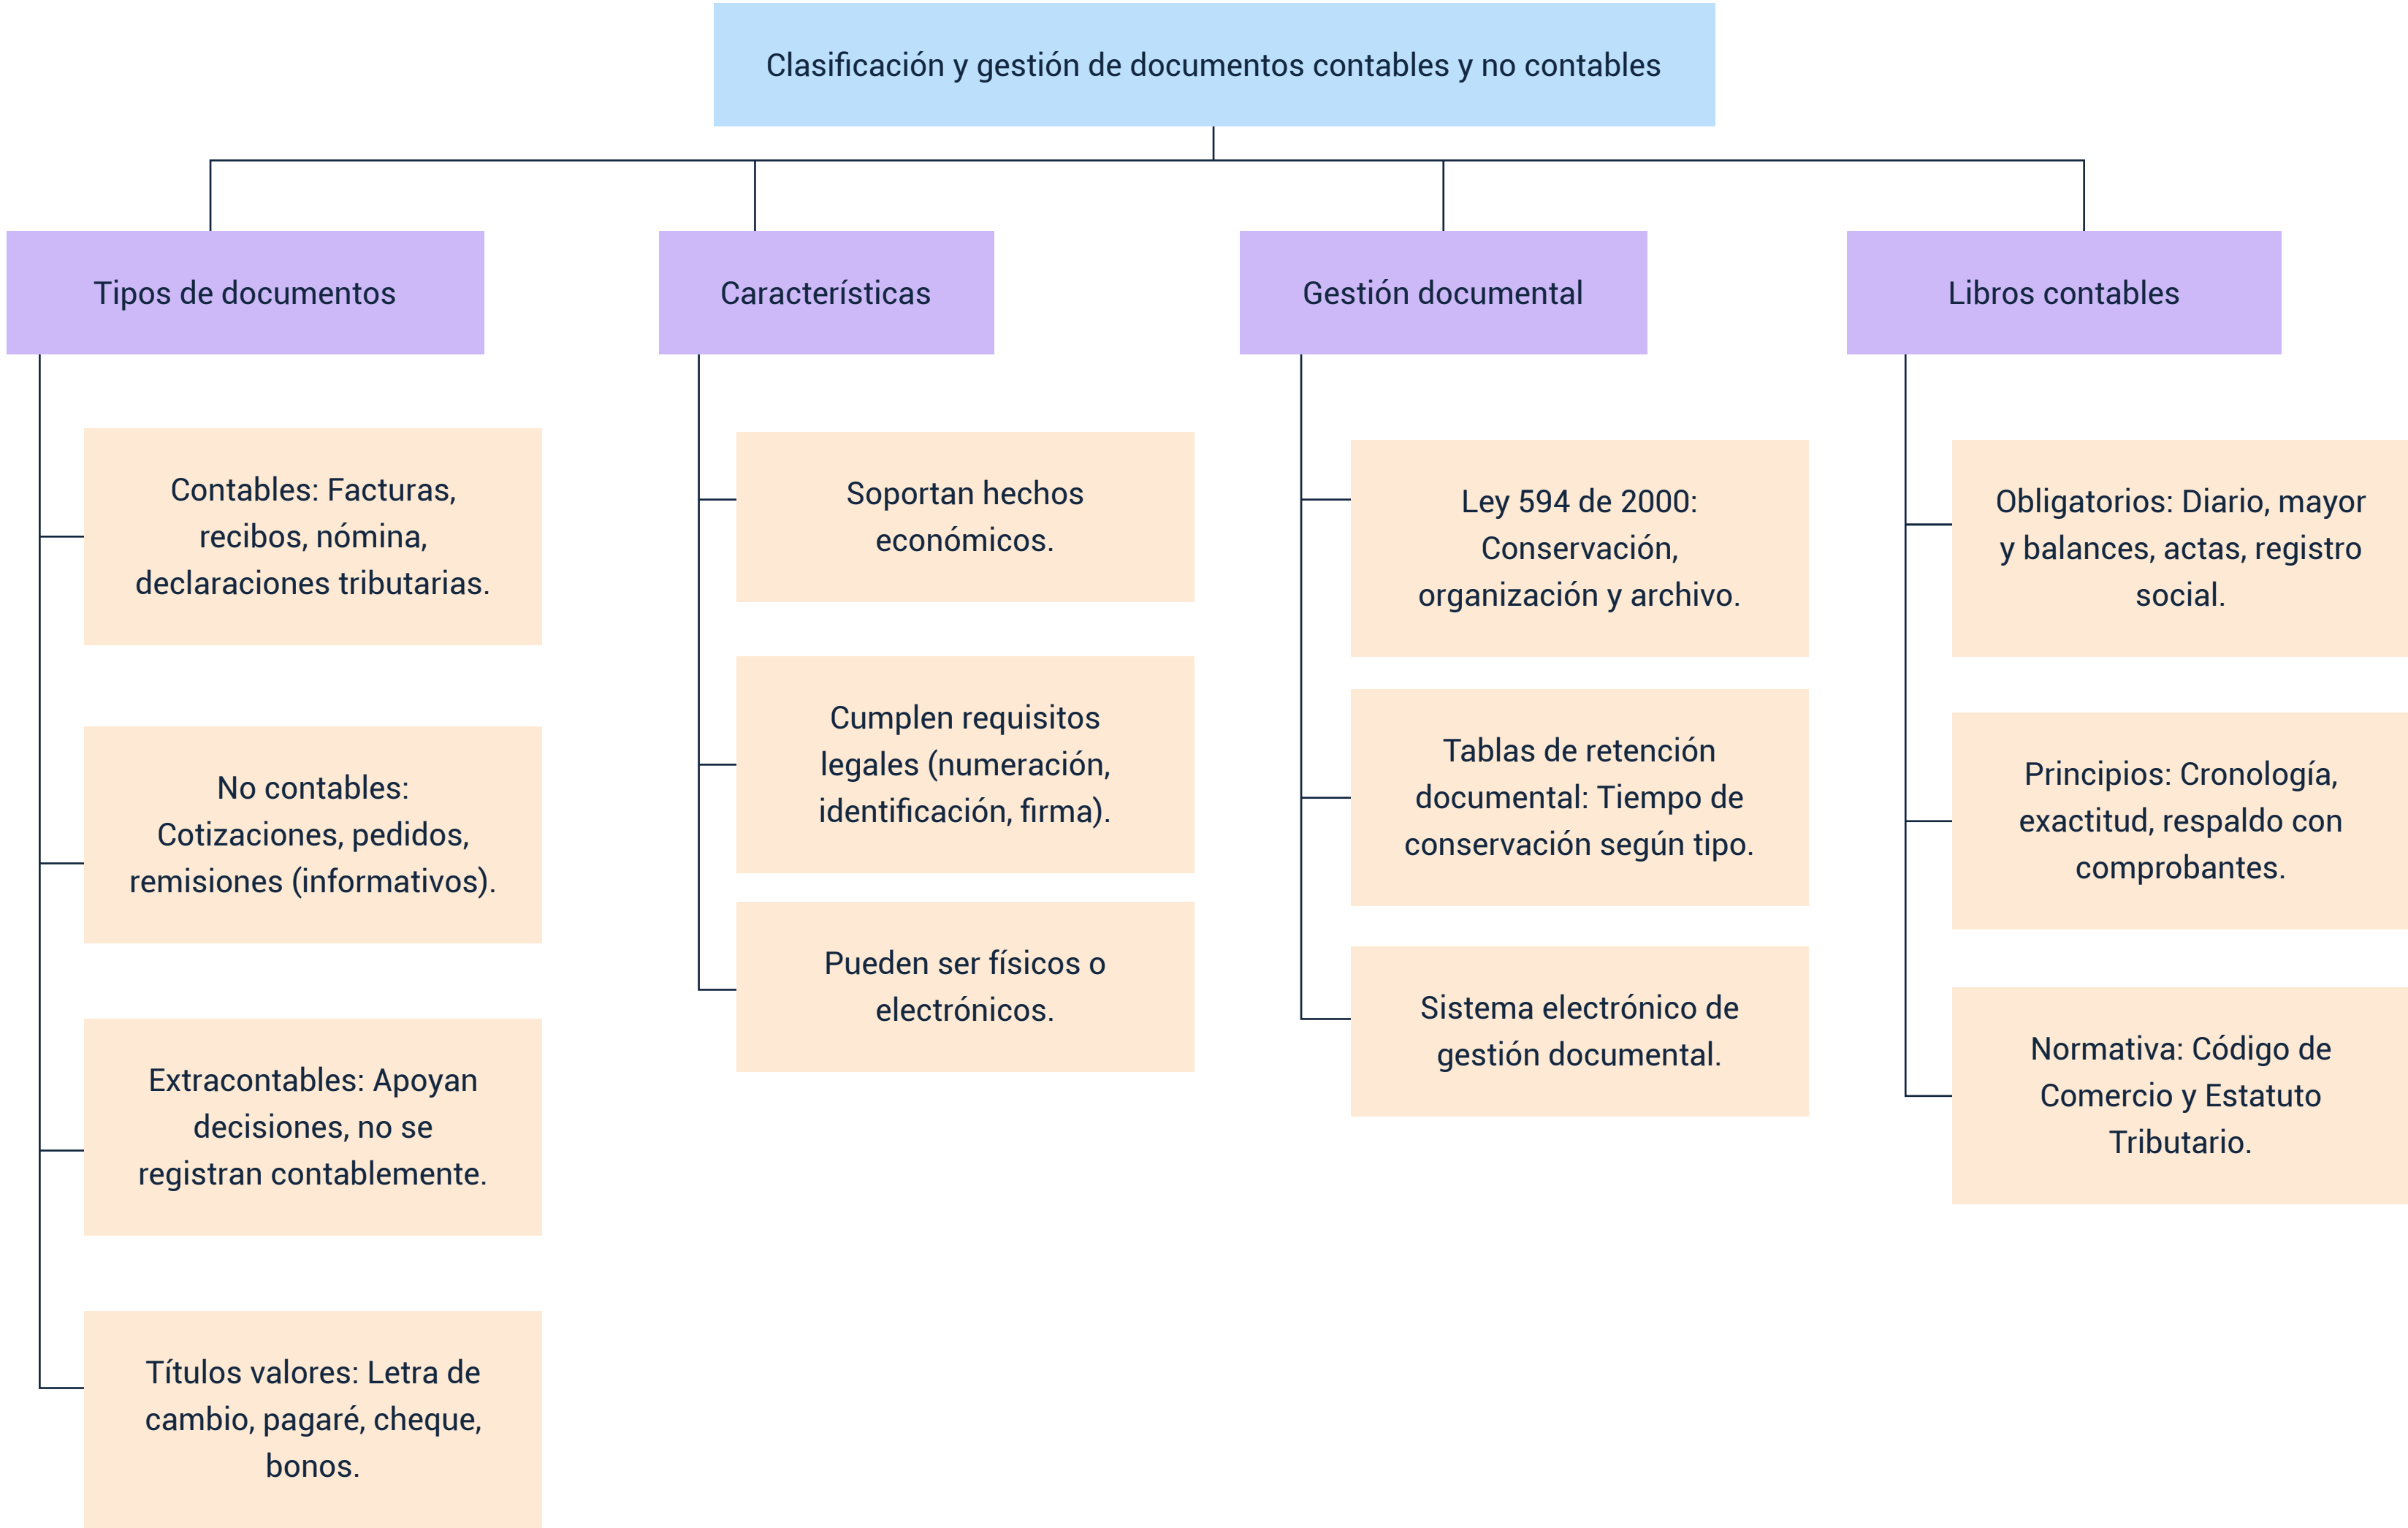 Clasificación y gestión de documentos contables y no contables
Tipos de documentos
Contables: Facturas,
recibos, nómina,
declaraciones tributarias.
No contables:
Cotizaciones, pedidos,
remisiones (informativos).
Extracontables: Apoyan
decisiones, no se
registran contablemente.
Títulos valores: Letra de
cambio, pagaré, cheque,
bonos.
Características
Soportan hechos
económicos.
Cumplen requisitos
legales (numeración,
identificación, firma).
Pueden ser físicos o
electrónicos.
Gestión documental
Ley 594 de 2000:
Conservación,
organización y archivo.
Tablas de retención
documental: Tiempo de
conservación según tipo.
Sistema electrónico de
gestión documental.
Libros contables
Obligatorios: Diario, mayor
y balances, actas, registro
social.
Principios: Cronología,
exactitud, respaldo con
comprobantes.
Normativa: Código de
Comercio y Estatuto
Tributario.